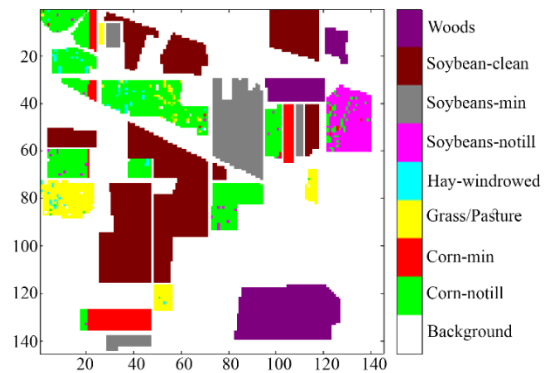 20
40
60
80
100
120
140
20
40
60
80
100
120
140
Woods
Soybean-clean
Soybeans-min
Soybeans-notill
Hay-windrowed
Grass/Pasture
Corn-min
Corn-notill
Background